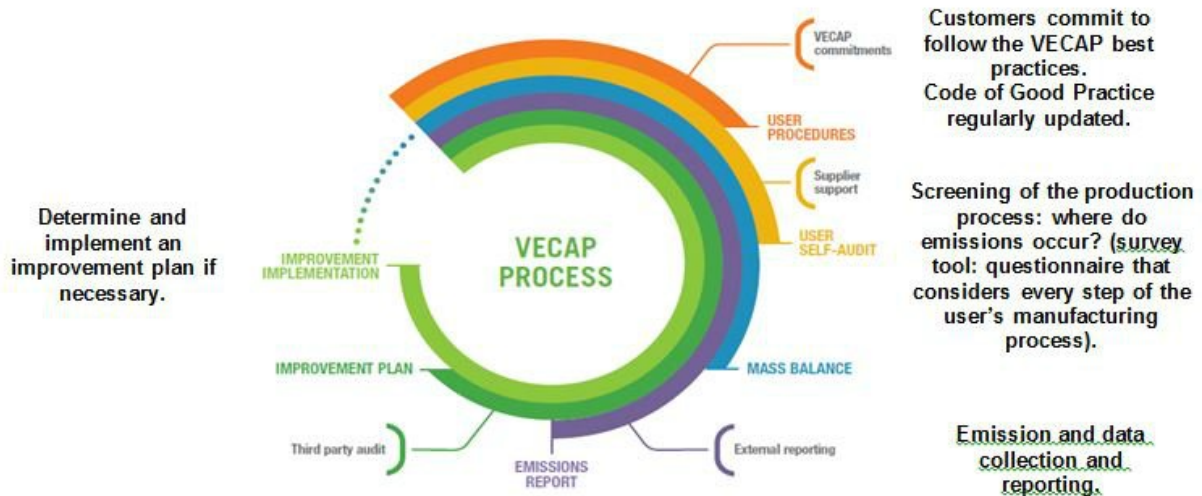 Customers commit to
follow the VECAP best
practices.
Code of Good Practice
regularly updated.
VECAP
commitments
USER
PROCEDURES
Supplier
support
USER
SELF-AUDIT
Screening of the production
process: where do
emissions occur? (survey
tool: questionnaire that
considers every step of the
user's manufacturing
process).
Determine and
implement an
improvement plan if
necessary.
VECAP
PROCESS
IMPROVEMENT
IMPLEMENTATION
IMPROVEMENT PLAN
MASS BALANCE
Third party audit
EMISSIONS
REPORT
External reporting
Emission and data
collection and
reporting.